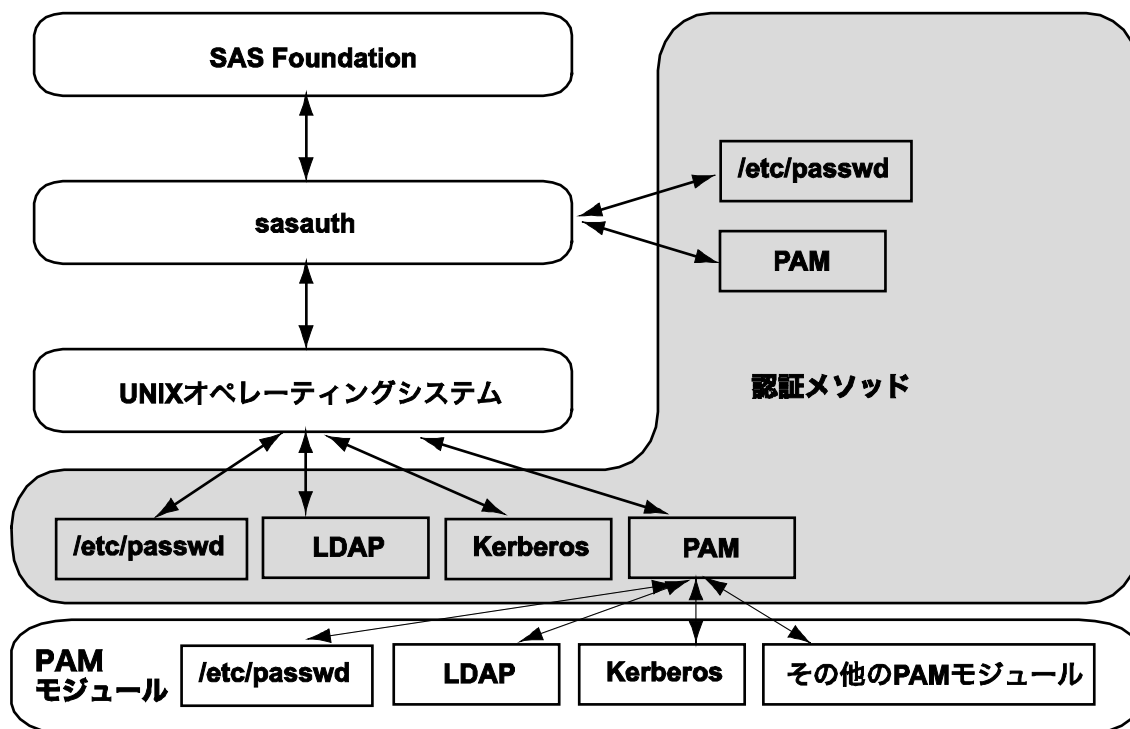 SAS Foundation
/etc/passwd
sasauth
PAM
UNIXオペレーティングシステム
認証メソッド
/etc/passwd
LDAP
Kerberos
PAM
PAM
モジュール
/etc/passwd
LDAP
Kerberos
その他のPAMモジュール